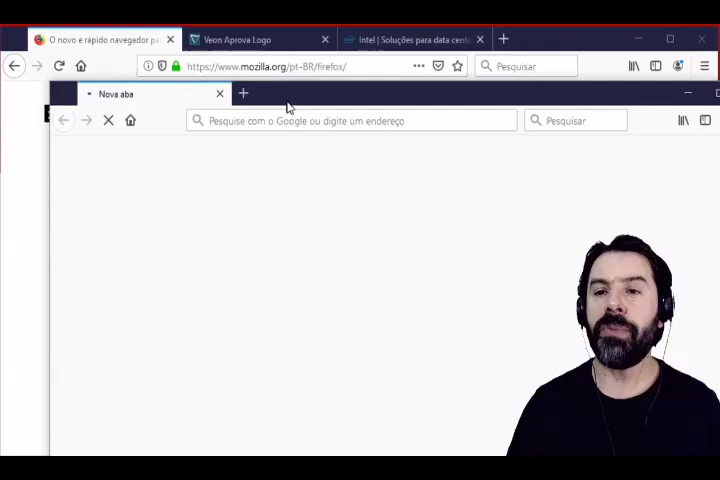 O novo e rápido navegador pa
Veon Aprova Logo
Intel | Soluções para data cent
https://www.mozilla.org/pt-BR/firefox/
Pesquisar
Nova aba
Pesquise com o Google ou digite um endereço
Pesquisar